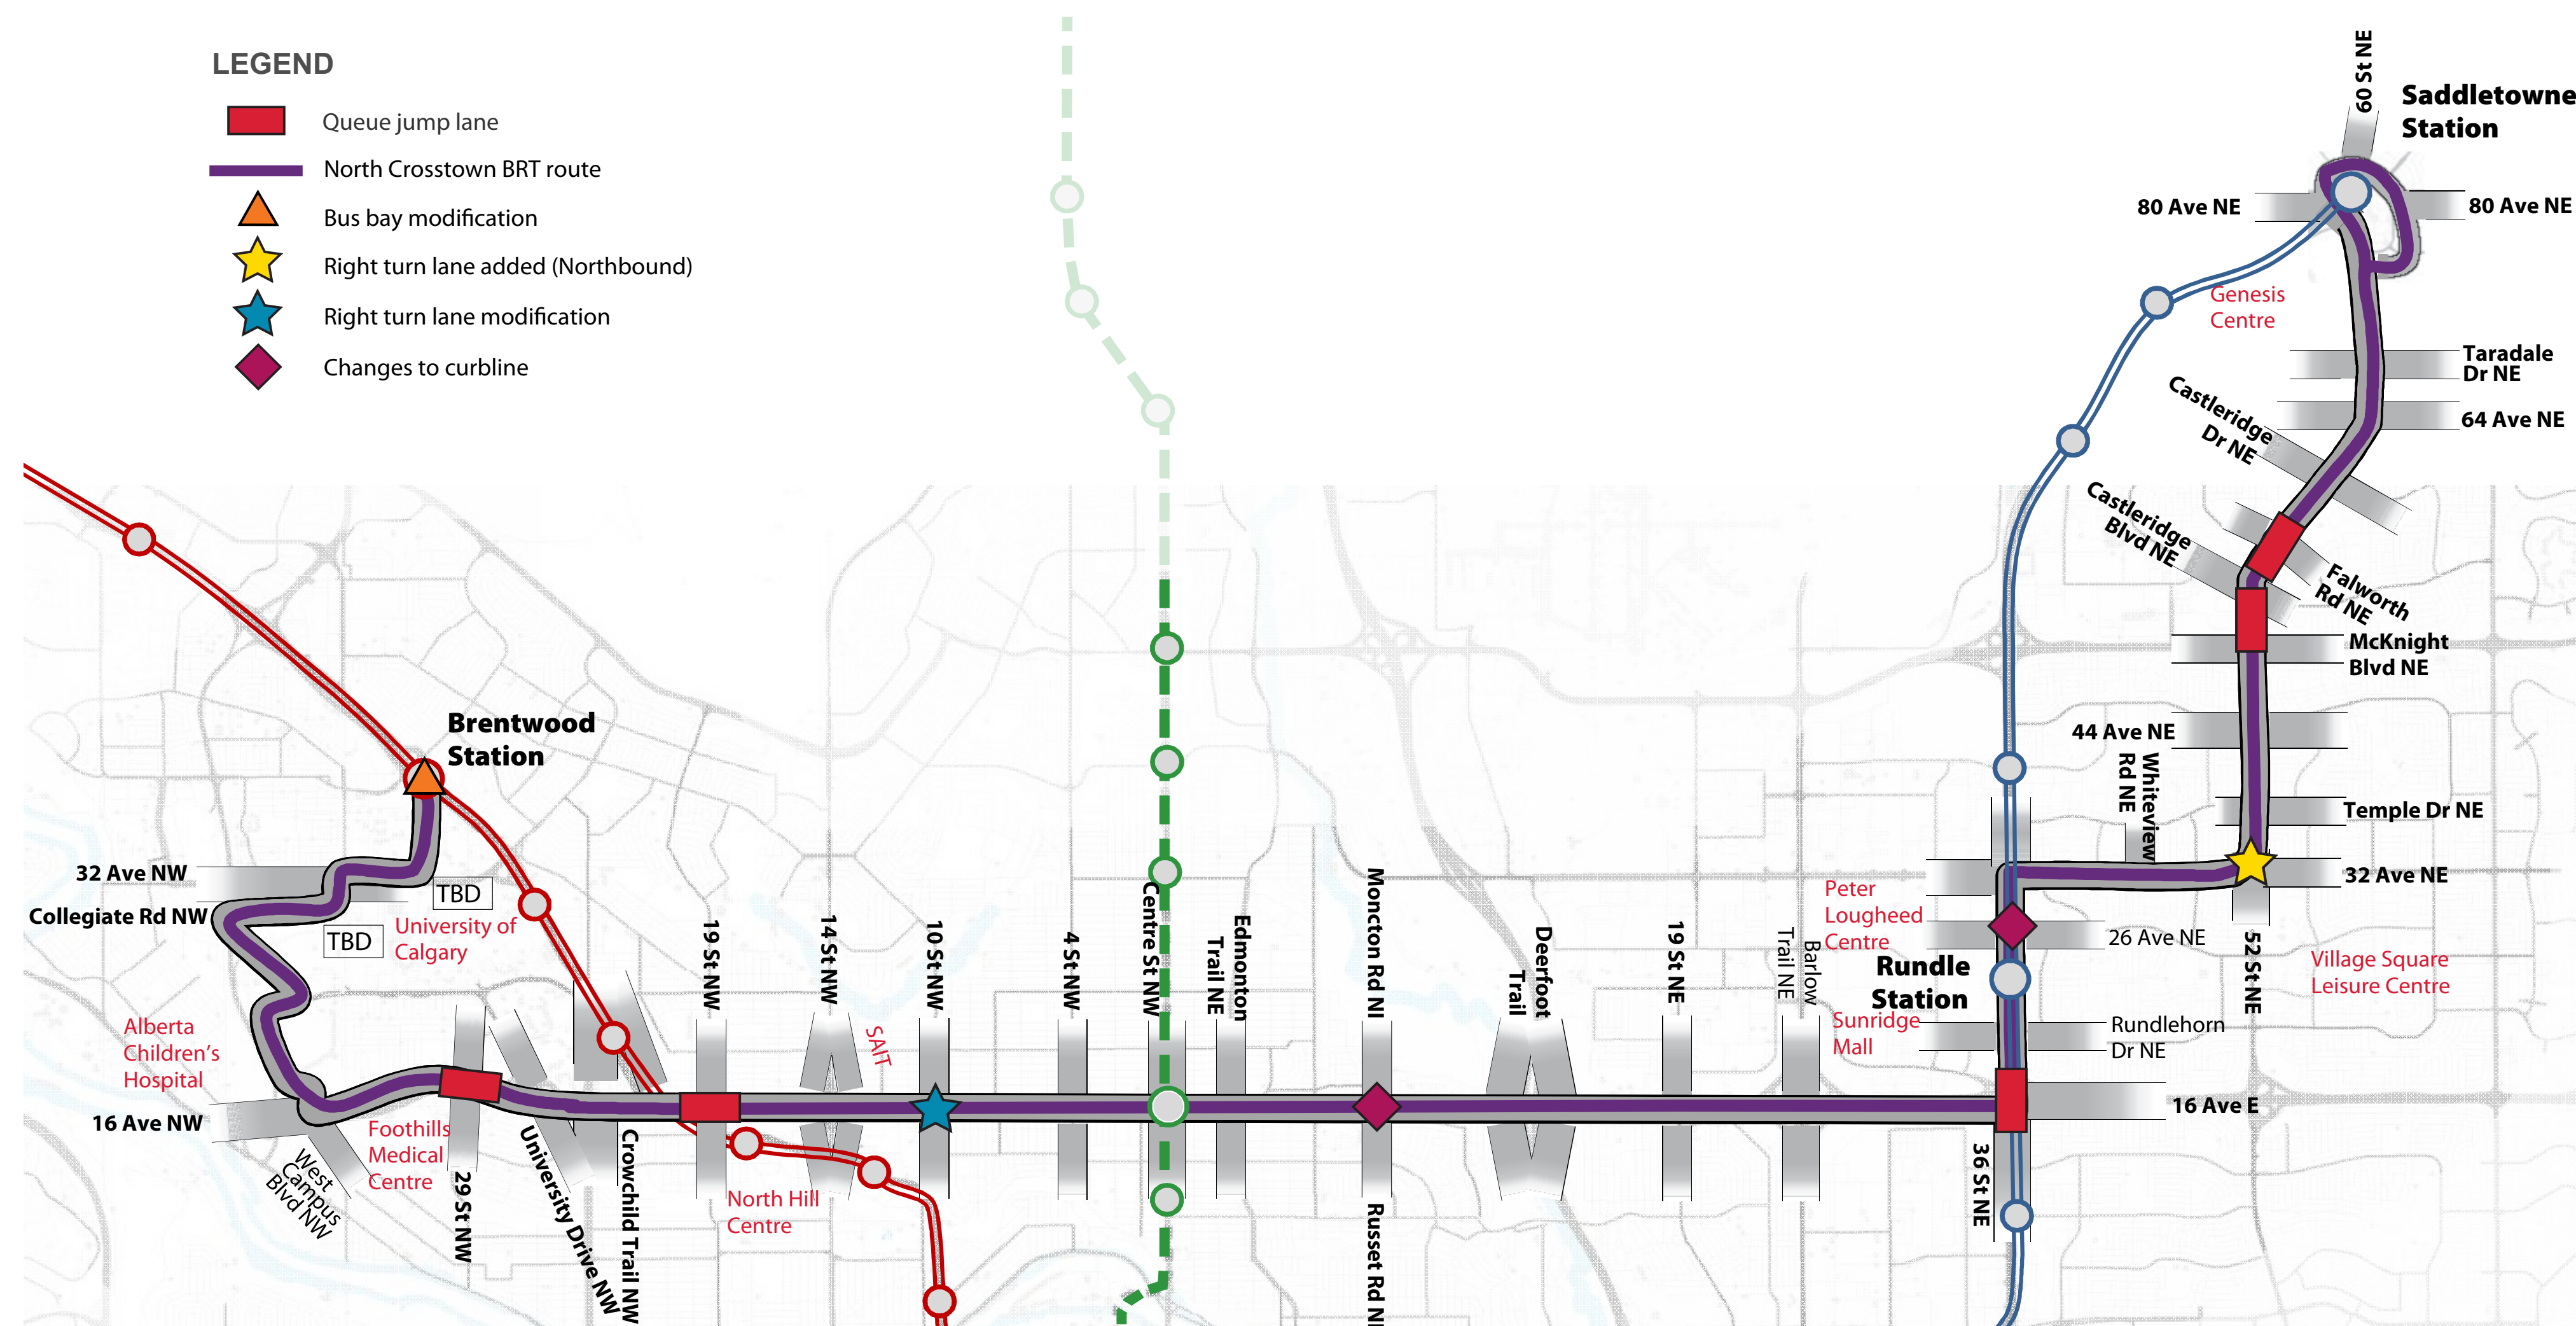 LEGEND
Queue jump lane
North Crosstown BRT route
Bus bay modification
Right turn lane added (Northbound)
Right turn lane modification
Changes to curbline
60 St NE
Saddletowne
Station
80 Ave NE
80 Ave NE
Genesis
Centre
Taradale
Dr NE
64 Ave NE
Castleridge
Dr NE
Castleridge
Blvd NE
Falworth
Rd NE
McKnight
Blvd NE
44 Ave NE
Whiteview
Rd NE
Temple Dr NE
32 Ave NE
52 St NE
Village Square
Leisure Centre
Peter
Lougheed
Centre
26 Ave NE
Rundle
Station
Sunridge
Mall
Rundlehorn
Dr NE
16 Ave E
36 St NE
Brentwood
Station
32 Ave NW
TBD
Collegiate Rd NW
TBD
University of
Calgary
Alberta
Children's
Hospital
16 Ave NW
West
Campus
Blvd NW
Foothills
Medical
Centre
29 St NW
University Drive NW
Crowchild Trail NW
19 St NW
North Hill
Centre
14 St NW
SAIT
10 St NW
4 St NW
Centre St NW
Edmonton
Trail NE
Moncton Rd N
Russet Rd N
Deerfoot
Trail
19 St NE
Barlow
Trail NE